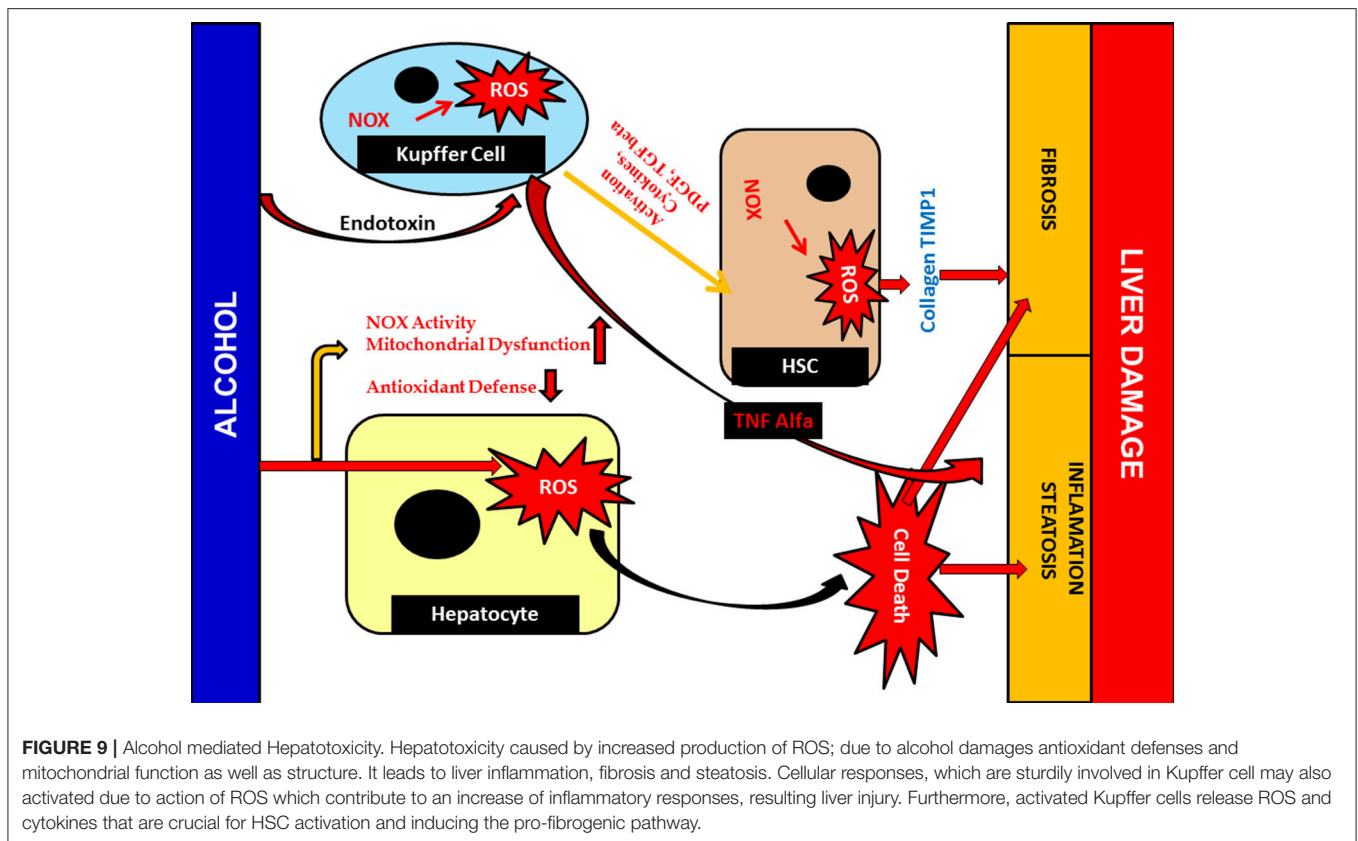 ALCOHOL
ROS
NOX
Kupffer Cell
Endotoxin
Activation
Cytokines,
PDGF, TGF beta
NOX
ROS
HSC
Collagen TIMP1
NOX Activity
Mitochondrial Dysfunction
Antioxidant Defense
TNF Alfa
ROS
Hepatocyte
Cell Death
FIBROSIS
INFLAMATION
STEATOSIS
LIVER DAMAGE
FIGURE 9 | Alcohol mediated Hepatotoxicity. Hepatotoxicity caused by increased production of ROS; due to alcohol damages antioxidant defenses and
mitochondrial function as well as structure. It leads to liver inflammation, fibrosis and steatosis. Cellular responses, which are sturdily involved in Kupffer cell may also
activated due to action of ROS which contribute to an increase of inflammatory responses, resulting liver injury. Furthermore, activated Kupffer cells release ROS and
cytokines that are crucial for HSC activation and inducing the pro-fibrogenic pathway.